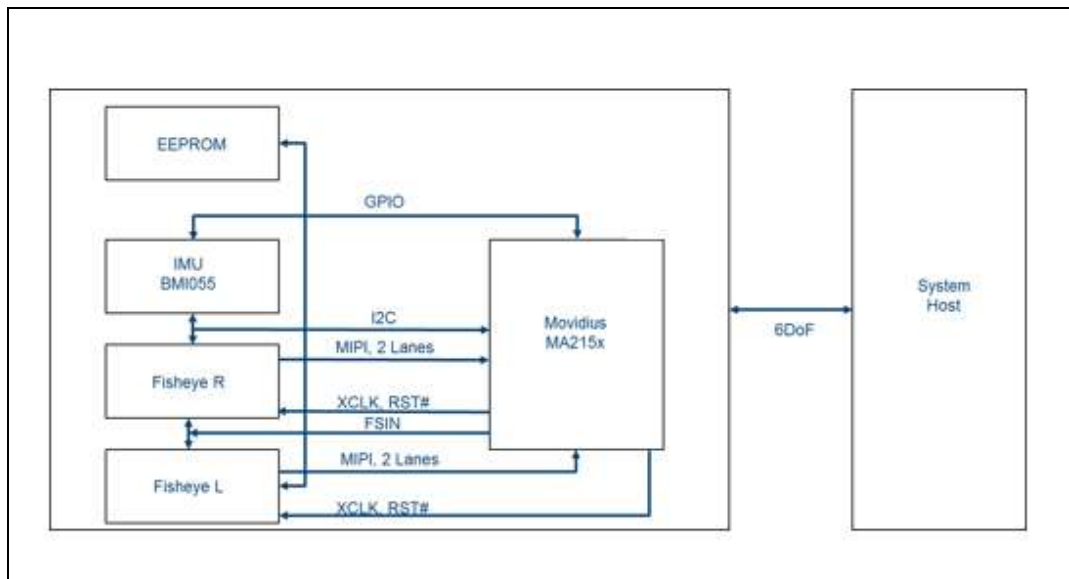 EEPROM
GPIO
IMU
BMI055
I2C
MIPI, 2 Lanes
Fisheye R
XCLK, RST#
FSIN
MIPI, 2 Lanes
Fisheye L
XCLK, RST#
Movidius
MA215x
6DoF
System
Host